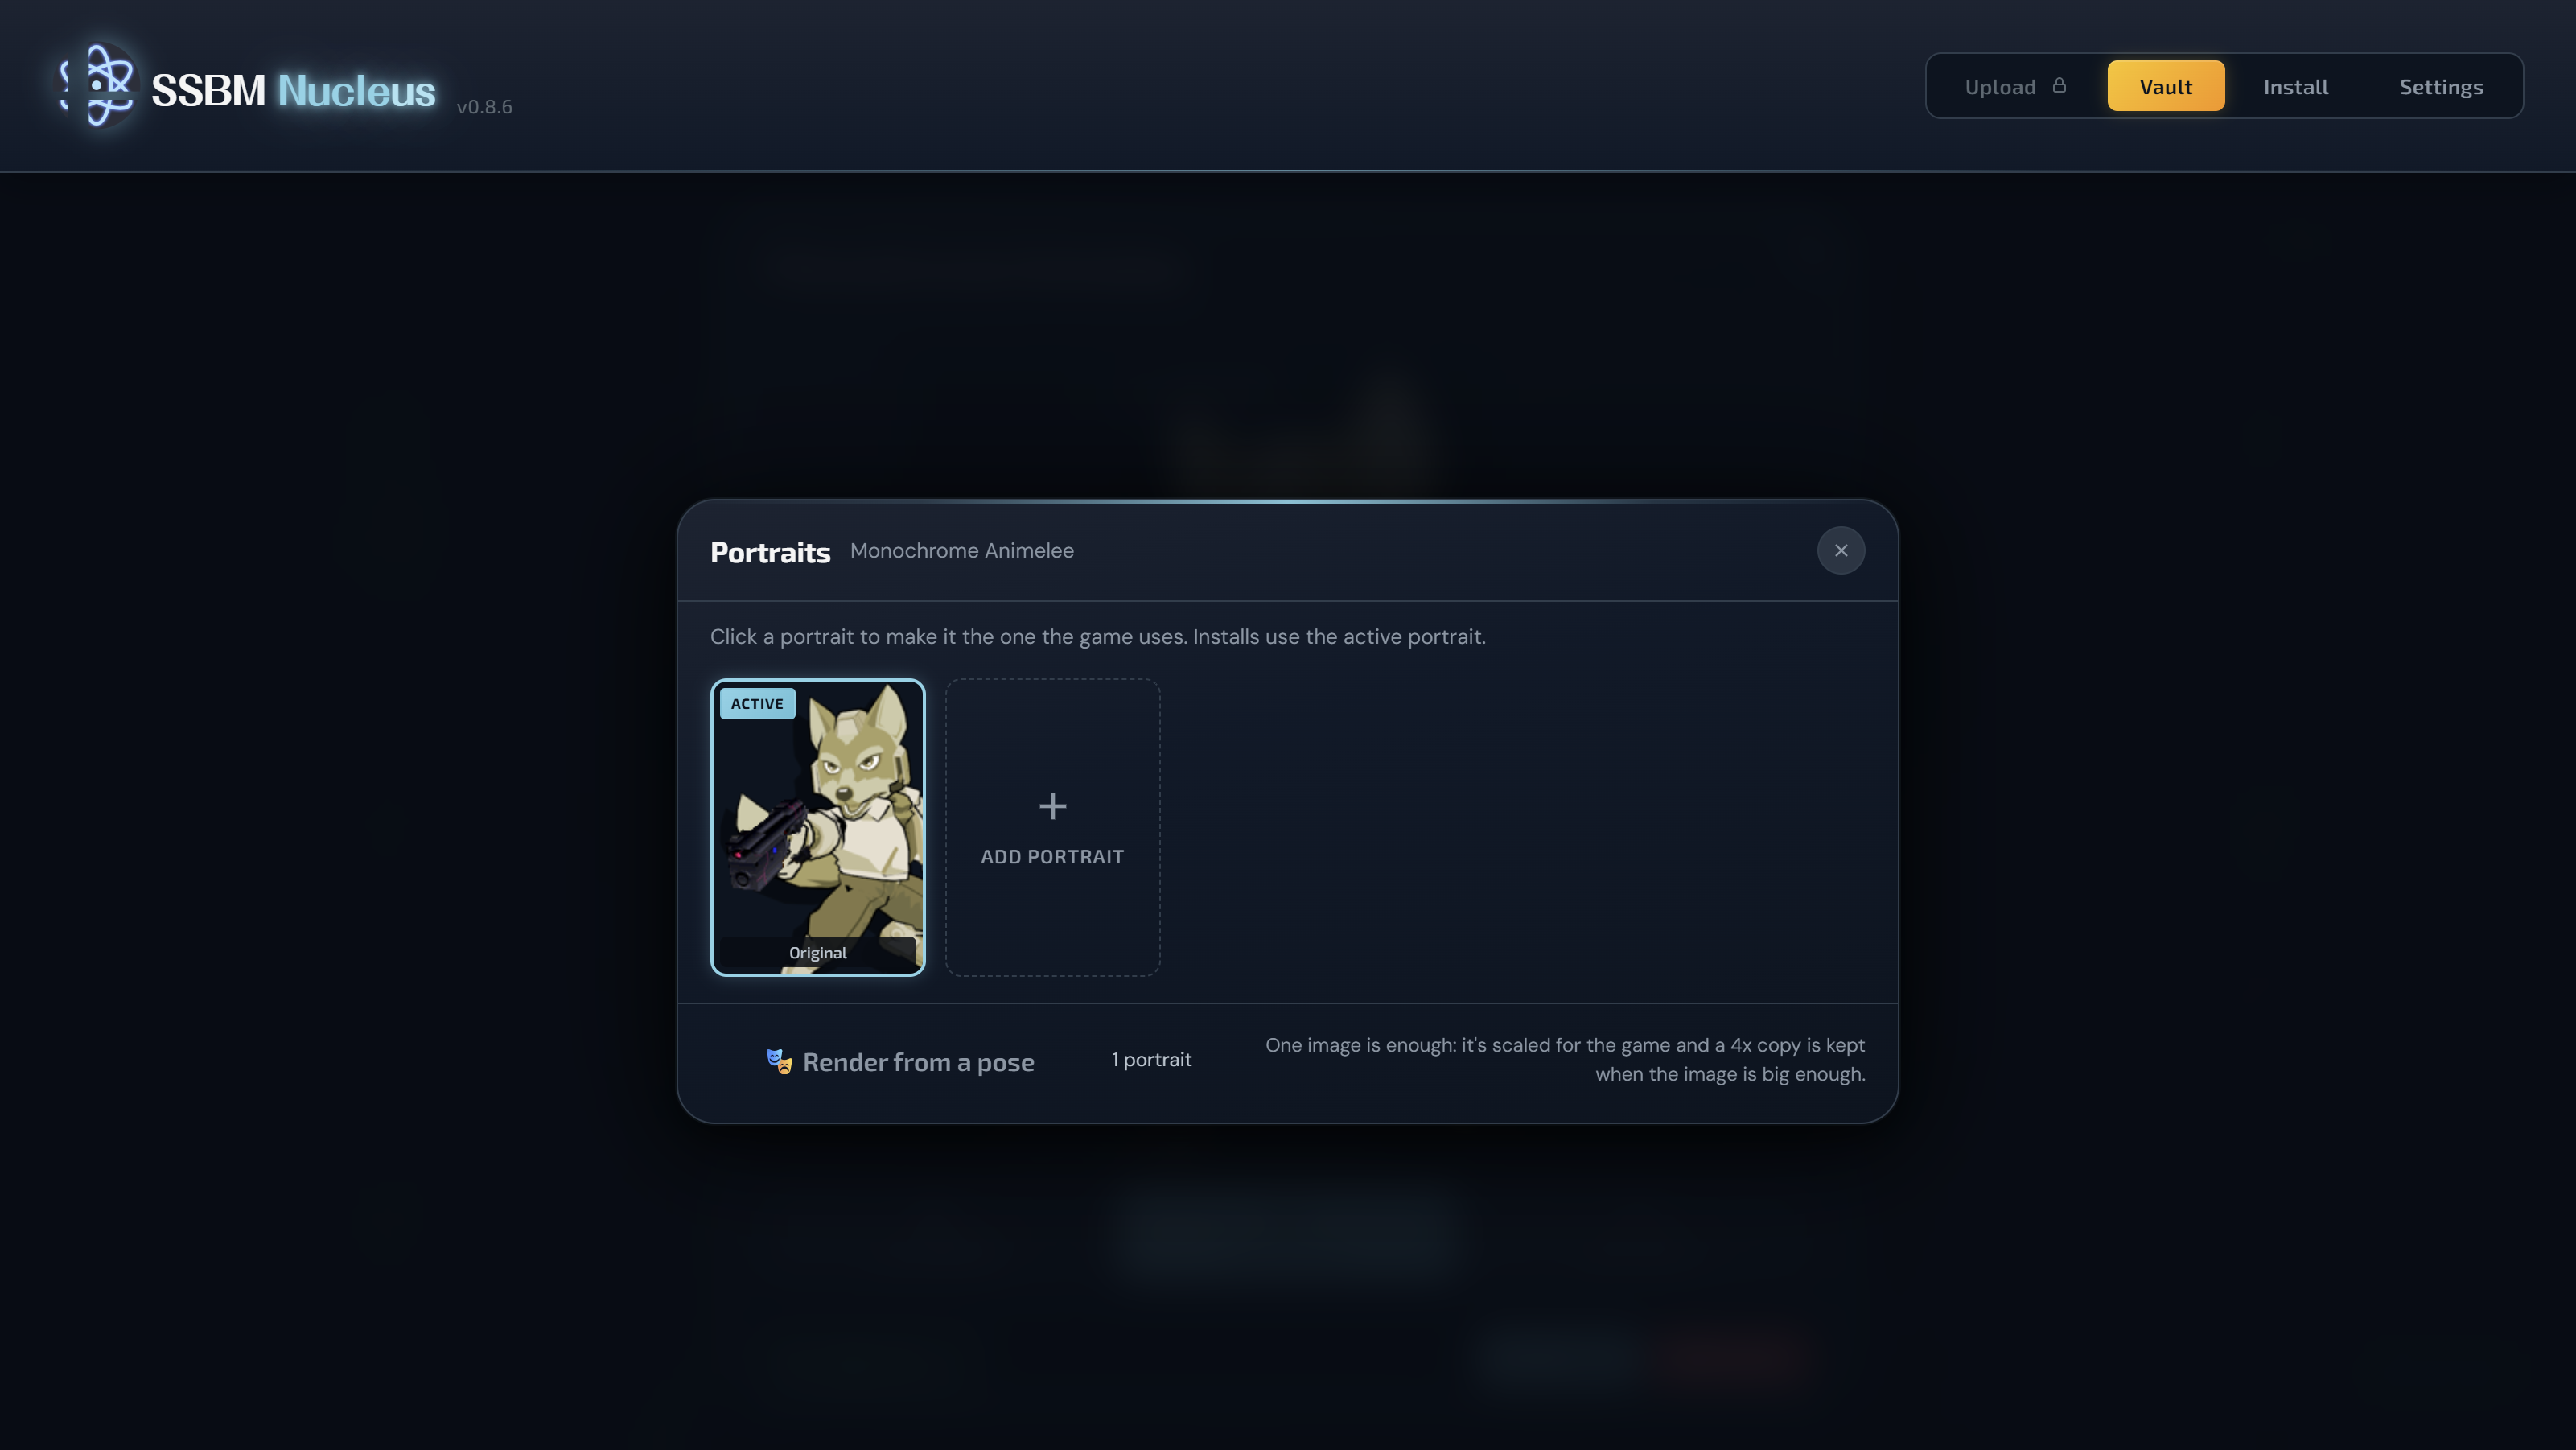 SSBM Nucleus v0.8.6
Upload Vault Install Settings
Portraits Monochrome Animelee
Click a portrait to make it the one the game uses. Installs use the active portrait.
ACTIVE
Original
ADD PORTRAIT
Render from a pose
1 portrait
One image is enough: it's scaled for the game and a 4x copy is kept
when the image is big enough.